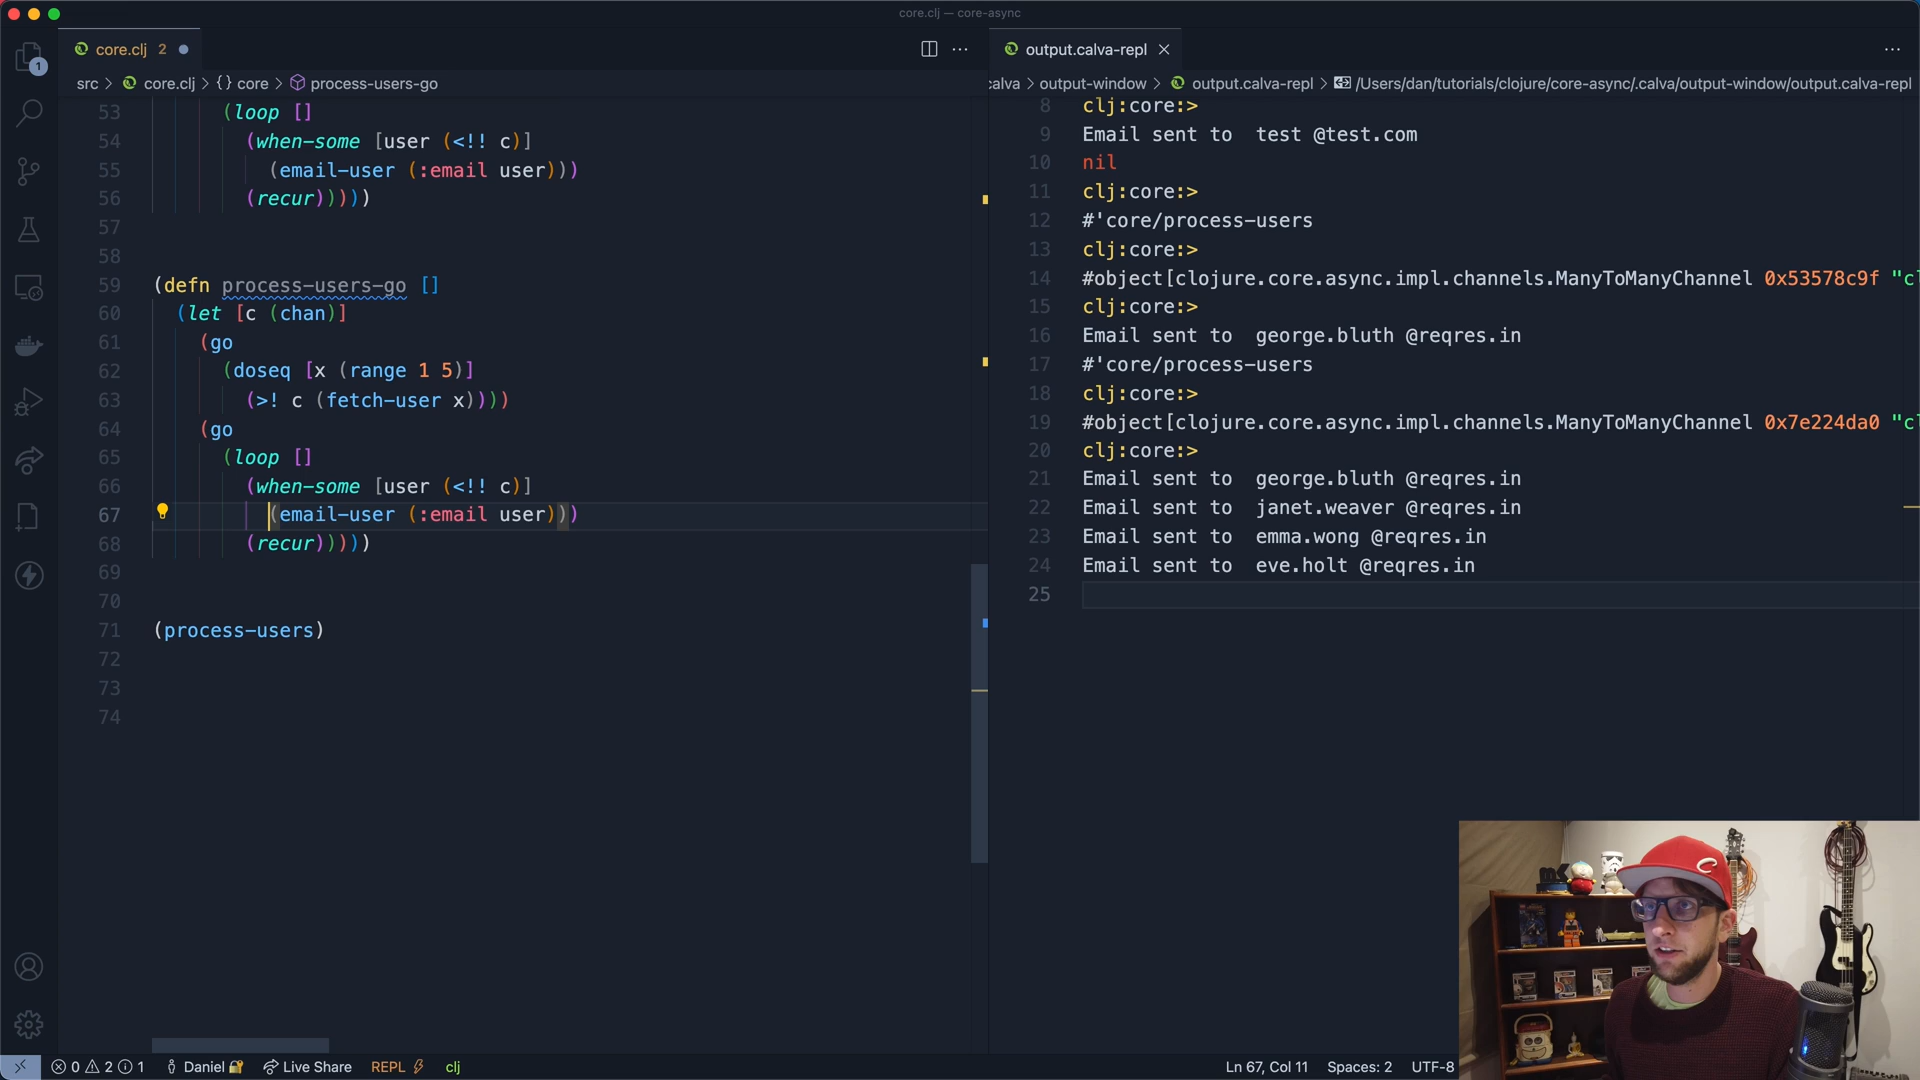 core.clj — core-async
core.clj 2
output.calva-repl
src > core.clj > {} core > process-users-go
calva > output-window > output.calva-repl > /Users/dan/tutorials/clojure/core-async/.calva/output-window/output.calva-repl
1
53 (loop []
54 (when-some [user (<!! c)]
55 (email-user (:email user)))
56 (recur)))))
57
58
59 (defn process-users-go []
60 (let [c (chan)]
61 (go
62 (doseq [x (range 1 5)]
63 (>! c (fetch-user x))))
64 (go
65 (loop []
66 (when-some [user (<!! c)]
67 (email-user (:email user)))
68 (recur)))))
69
70
71 (process-users)
72
73
74
8 clj:core:>
9 Email sent to  test @test.com
10 nil
11 clj:core:>
12 #'core/process-users
13 clj:core:>
14 #object[clojure.core.async.impl.channels.ManyToManyChannel 0x53578c9f "cl
15 clj:core:>
16 Email sent to  george.bluth @reqres.in
17 #'core/process-users
18 clj:core:>
19 #object[clojure.core.async.impl.channels.ManyToManyChannel 0x7e224da0 "cl
20 clj:core:>
21 Email sent to  george.bluth @reqres.in
22 Email sent to  janet.weaver @reqres.in
23 Email sent to  emma.wong @reqres.in
24 Email sent to  eve.holt @reqres.in
25
0 2 1 Daniel Live Share REPL clj
Ln 67, Col 11 Spaces: 2 UTF-8